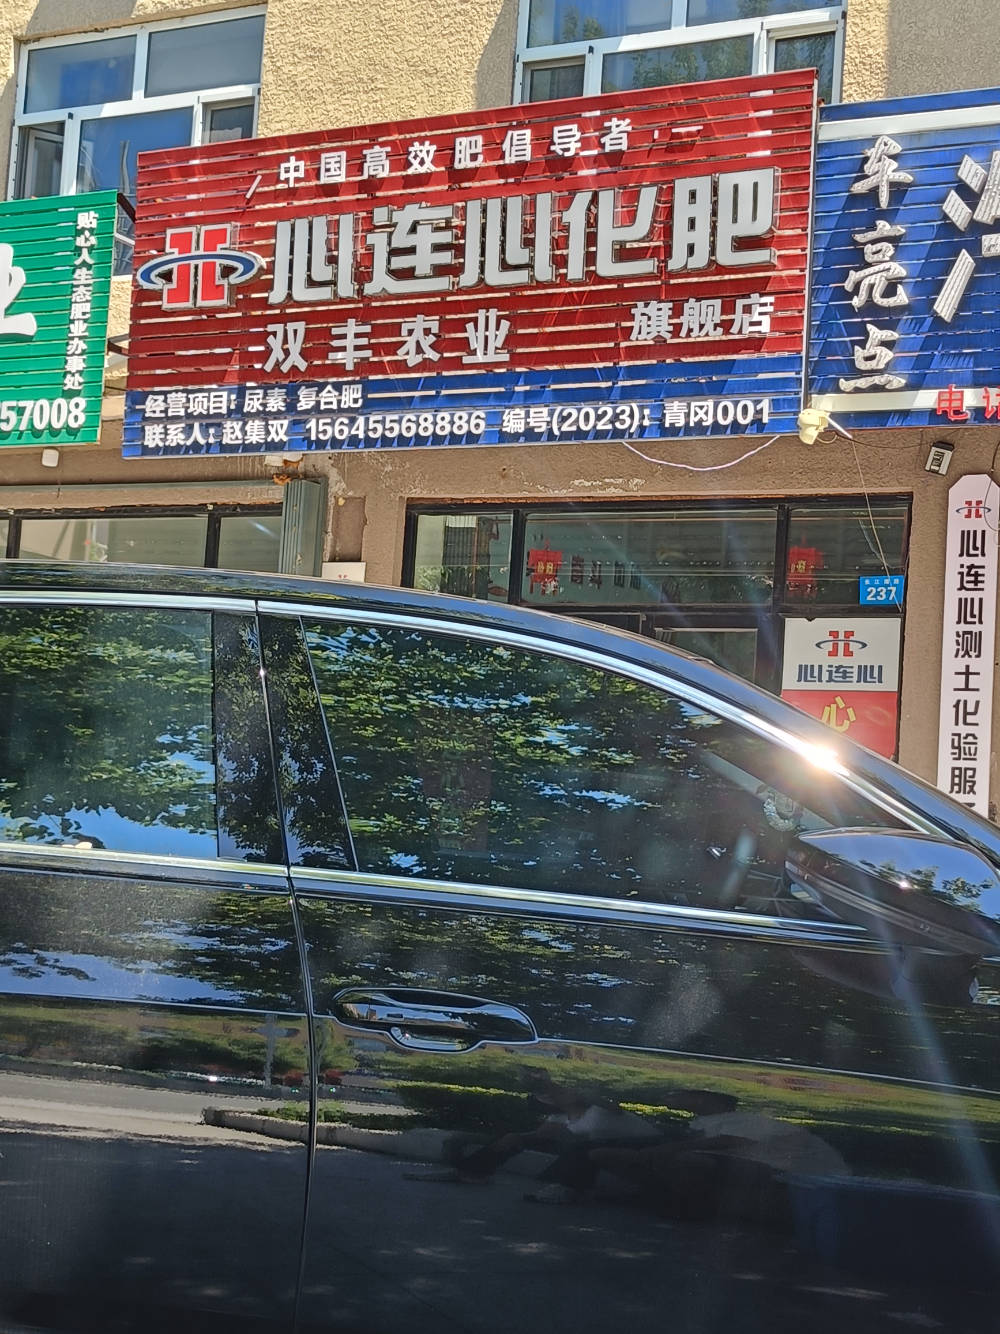 中国高效肥倡导者
心连心化肥
双丰农业
旗舰店
经营项目: 尿素 复合肥
联系人: 赵集双 15645568886 编号(2023): 青冈001
贴心人生态肥业办事处
57008
车亮点
电
237
心连心
心
心连心测土化验服